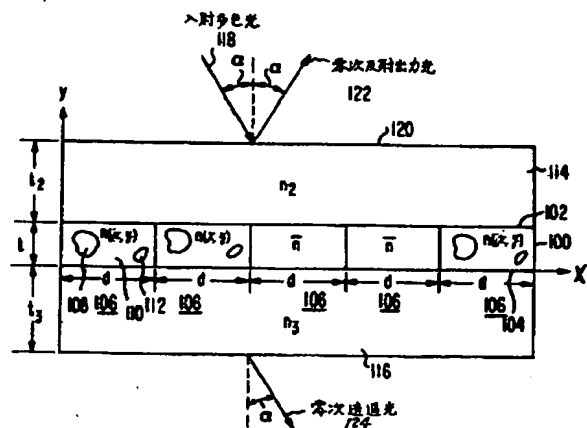 入射多色光
118
α α
零次反射出力光
122
y
120
t₂
n₂
114
102
t
n(x,y) n(x,y) n̄ n̄ n(x,y)
100
X
d d d d d
108 106 110 112 106 106 106 106 104
t₃
n₃
116
α
零次透過光
124